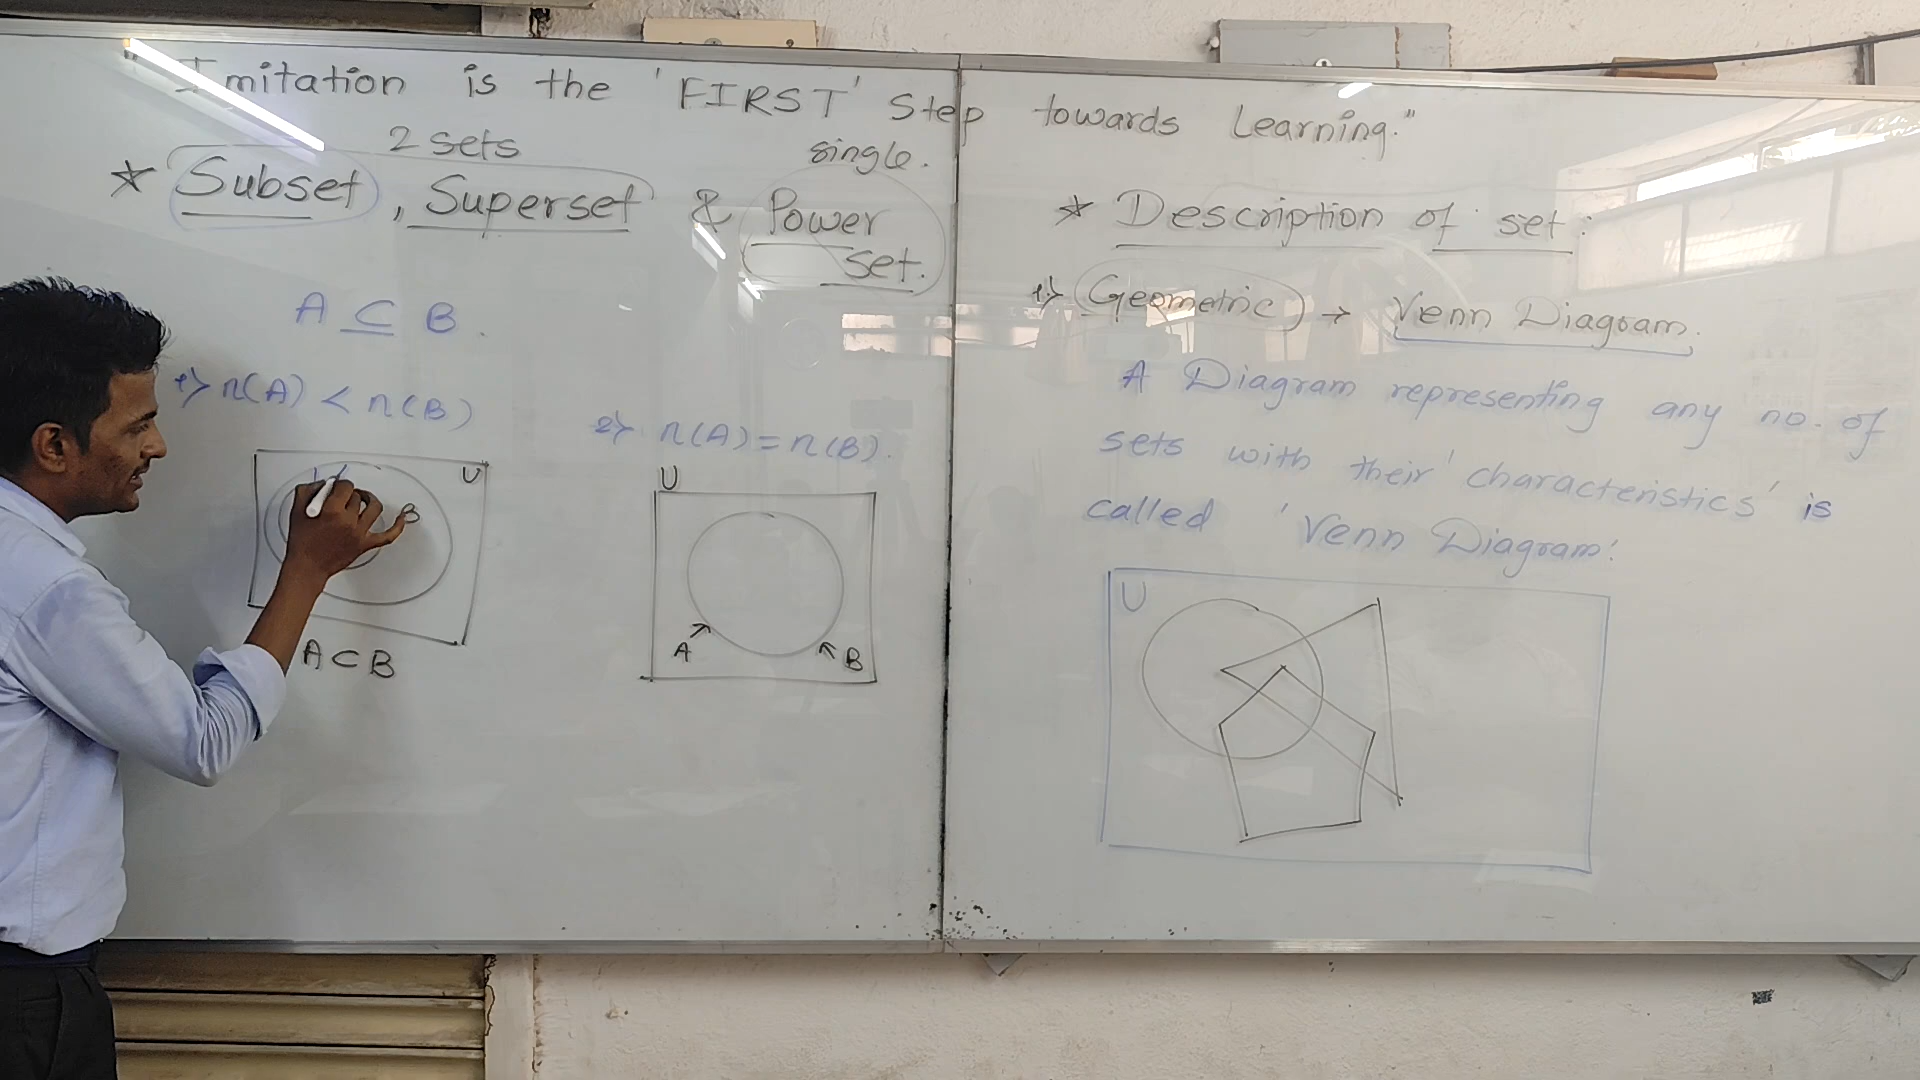 "Imitation is the 'FIRST' Step towards Learning."
2 sets single.
* Subset, Superset & Power set.
A ⊆ B.
1> n(A) < n(B)
U
B
A⊂B
2> n(A) = n(B).
U
A B
* Description of set:
1> Geometric → Venn Diagram.
A Diagram representing any no. of
sets with their 'characteristics' is
called 'Venn Diagram'.
U